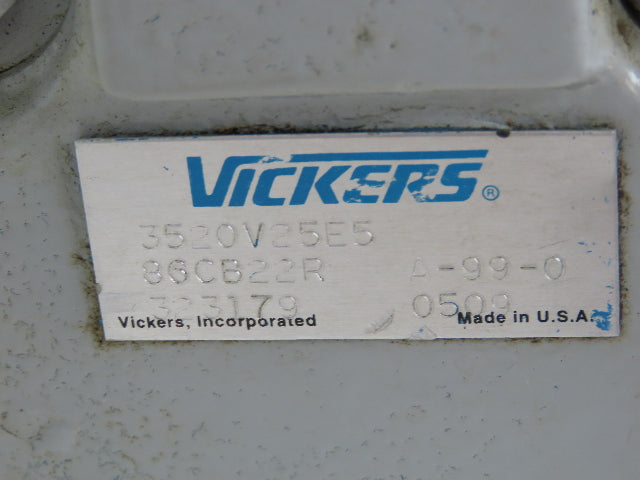 VICKERS®
3520V25E5
86CB22R A-99-0
323179 0509
Vickers, Incorporated Made in U.S.A.